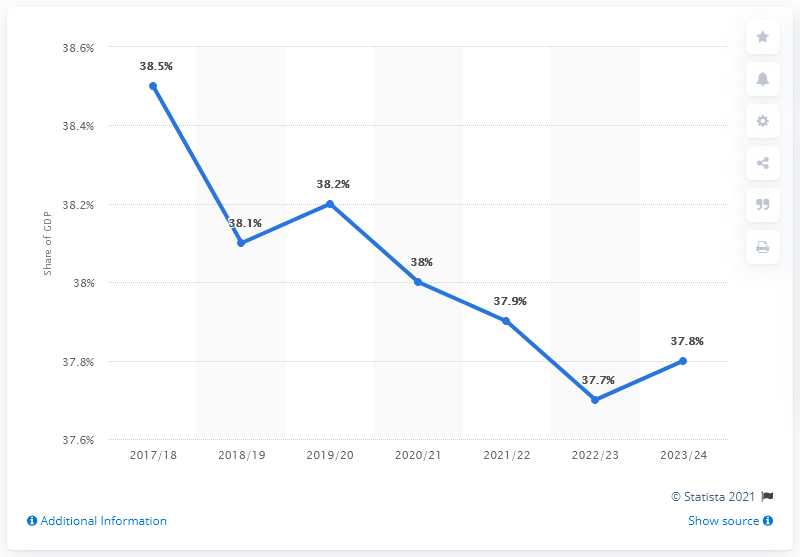 38.6%
38.4%
38.2%
38%
37.8%
37.6%
Share of GDP
38.5%
38.1%
38.2%
38%
37.9%
37.7%
37.8%
2017/18 2018/19 2019/20 2020/21 2021/22 2022/23 2023/24
© Statista 2021
Additional Information
Show source